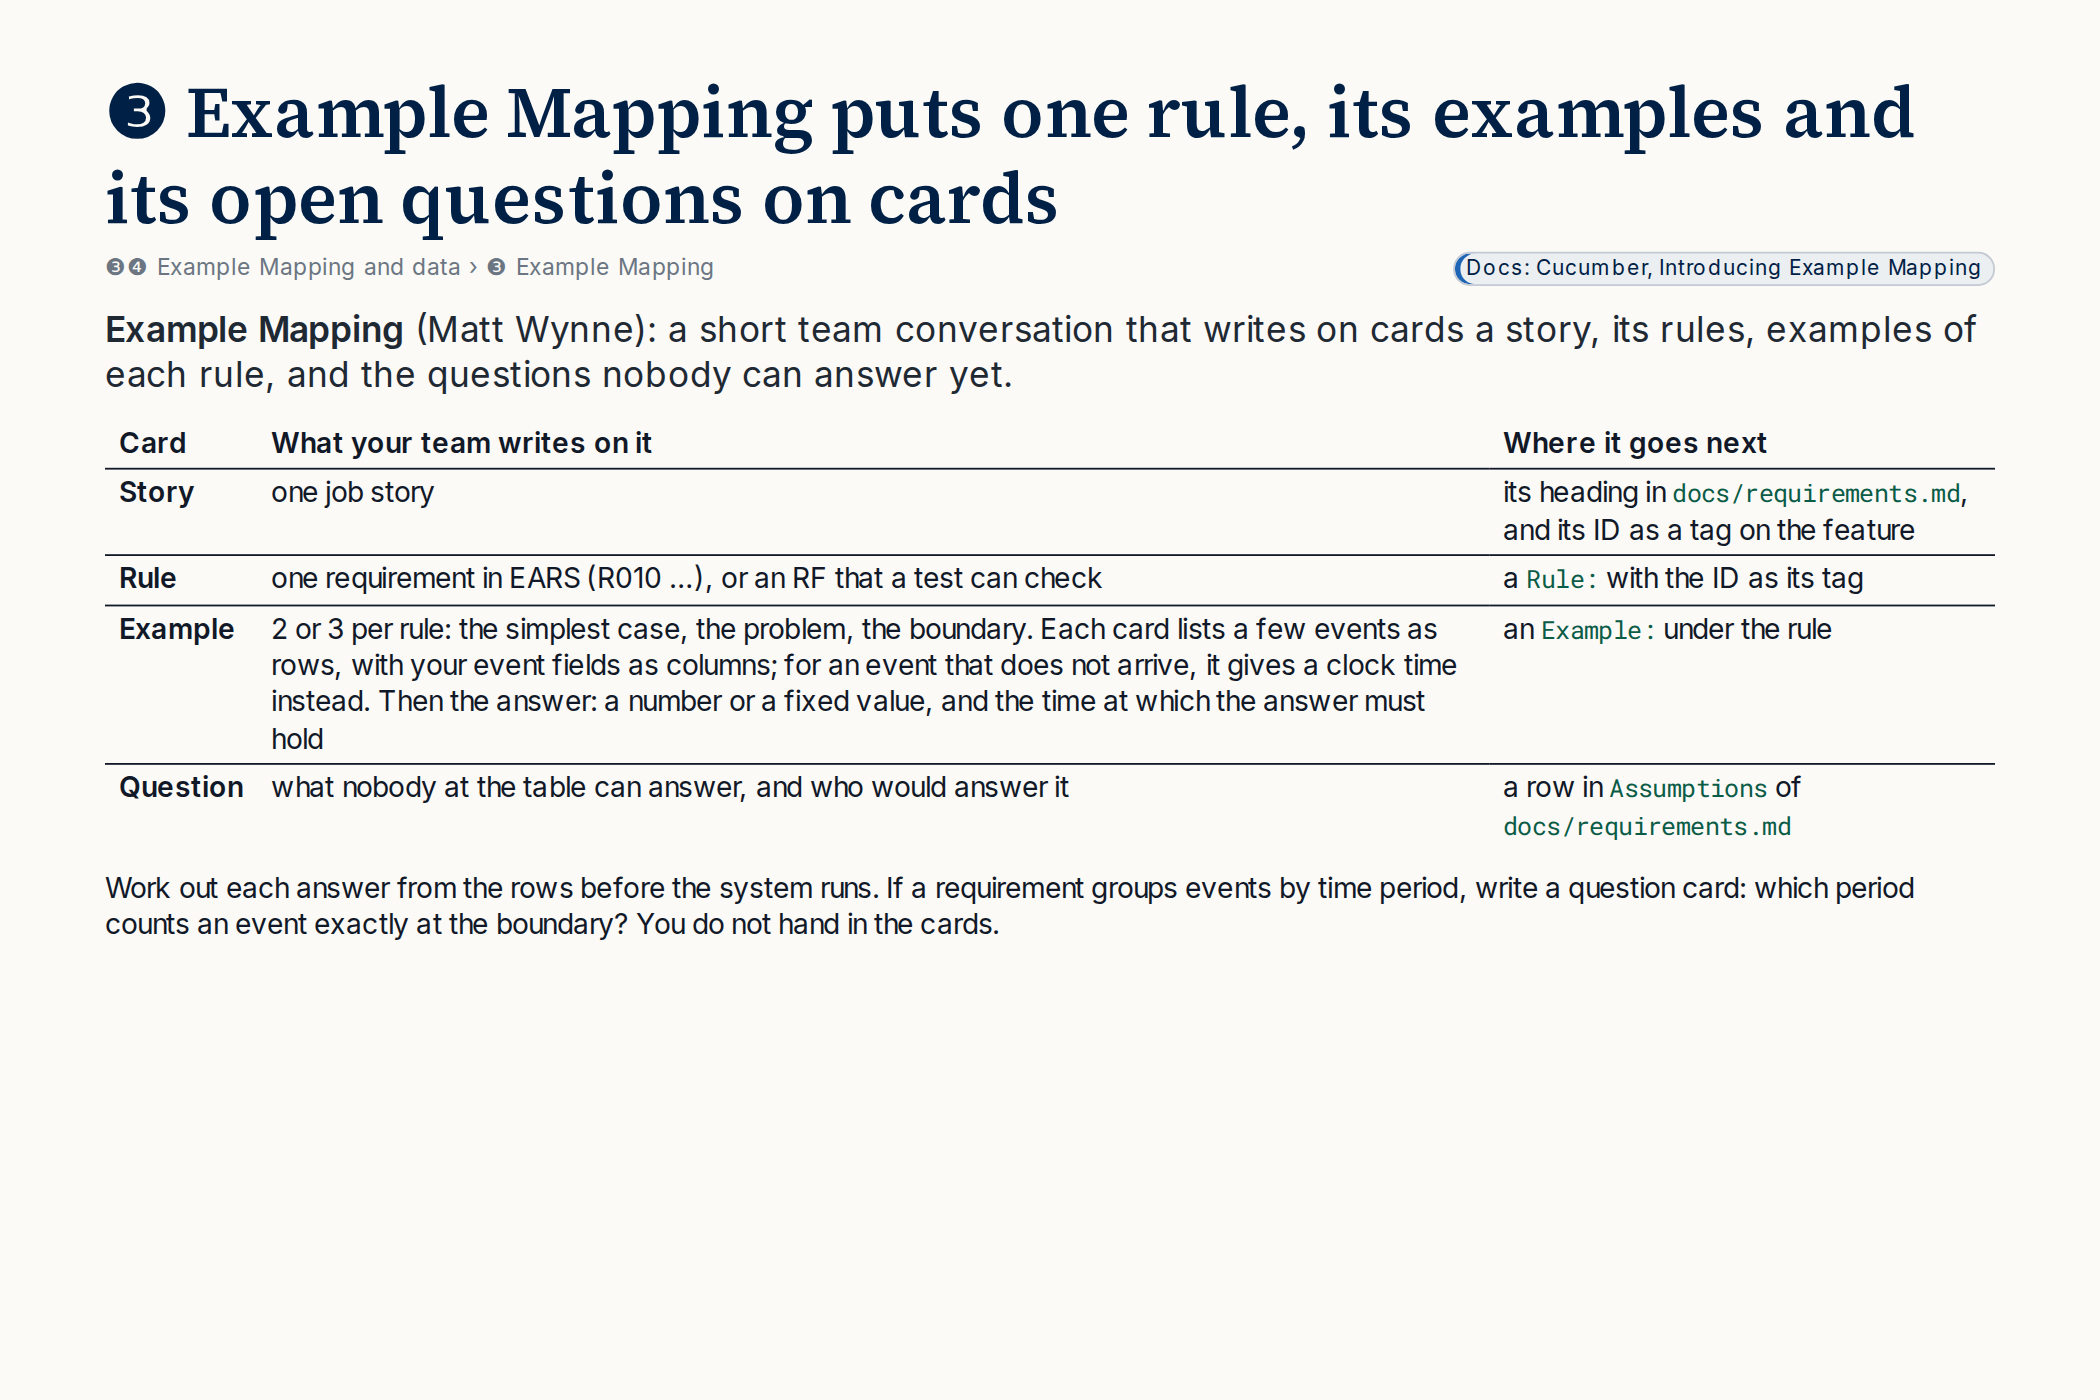 ❸ Example Mapping puts one rule, its examples and
its open questions on cards
❸❹ Example Mapping and data › ❸ Example Mapping
Docs: Cucumber, Introducing Example Mapping
Example Mapping (Matt Wynne): a short team conversation that writes on cards a story, its rules, examples of
each rule, and the questions nobody can answer yet.
Card What your team writes on it Where it goes next
Story one job story its heading in docs/requirements.md,
and its ID as a tag on the feature
Rule one requirement in EARS (R010 …), or an RF that a test can check a Rule: with the ID as its tag
Example 2 or 3 per rule: the simplest case, the problem, the boundary. Each card lists a few events as an Example: under the rule
rows, with your event fields as columns; for an event that does not arrive, it gives a clock time
instead. Then the answer: a number or a fixed value, and the time at which the answer must
hold
Question what nobody at the table can answer, and who would answer it a row in Assumptions of
docs/requirements.md
Work out each answer from the rows before the system runs. If a requirement groups events by time period, write a question card: which period
counts an event exactly at the boundary? You do not hand in the cards.